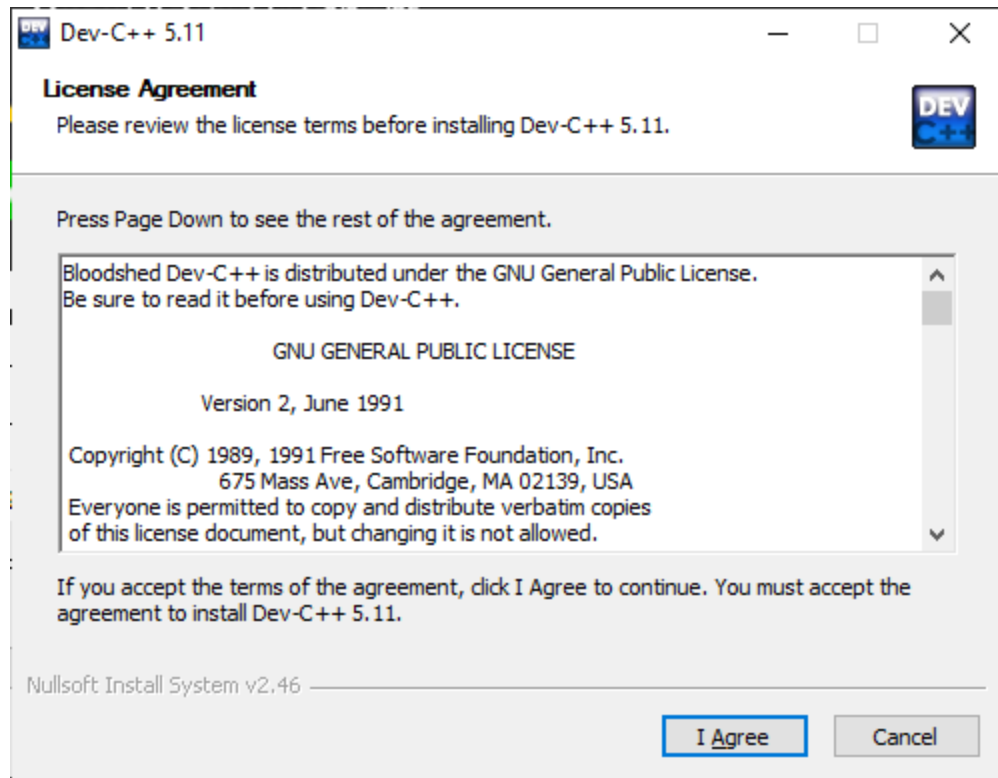 Dev-C++ 5.11
License Agreement
Please review the license terms before installing Dev-C++ 5.11.
DEV
C++
Press Page Down to see the rest of the agreement.
Bloodshed Dev-C++ is distributed under the GNU General Public License.
Be sure to read it before using Dev-C++.
GNU GENERAL PUBLIC LICENSE
Version 2, June 1991
Copyright (C) 1989, 1991 Free Software Foundation, Inc.
675 Mass Ave, Cambridge, MA 02139, USA
Everyone is permitted to copy and distribute verbatim copies
of this license document, but changing it is not allowed.
If you accept the terms of the agreement, click I Agree to continue. You must accept the
agreement to install Dev-C++ 5.11.
Nullsoft Install System v2.46
I Agree
Cancel